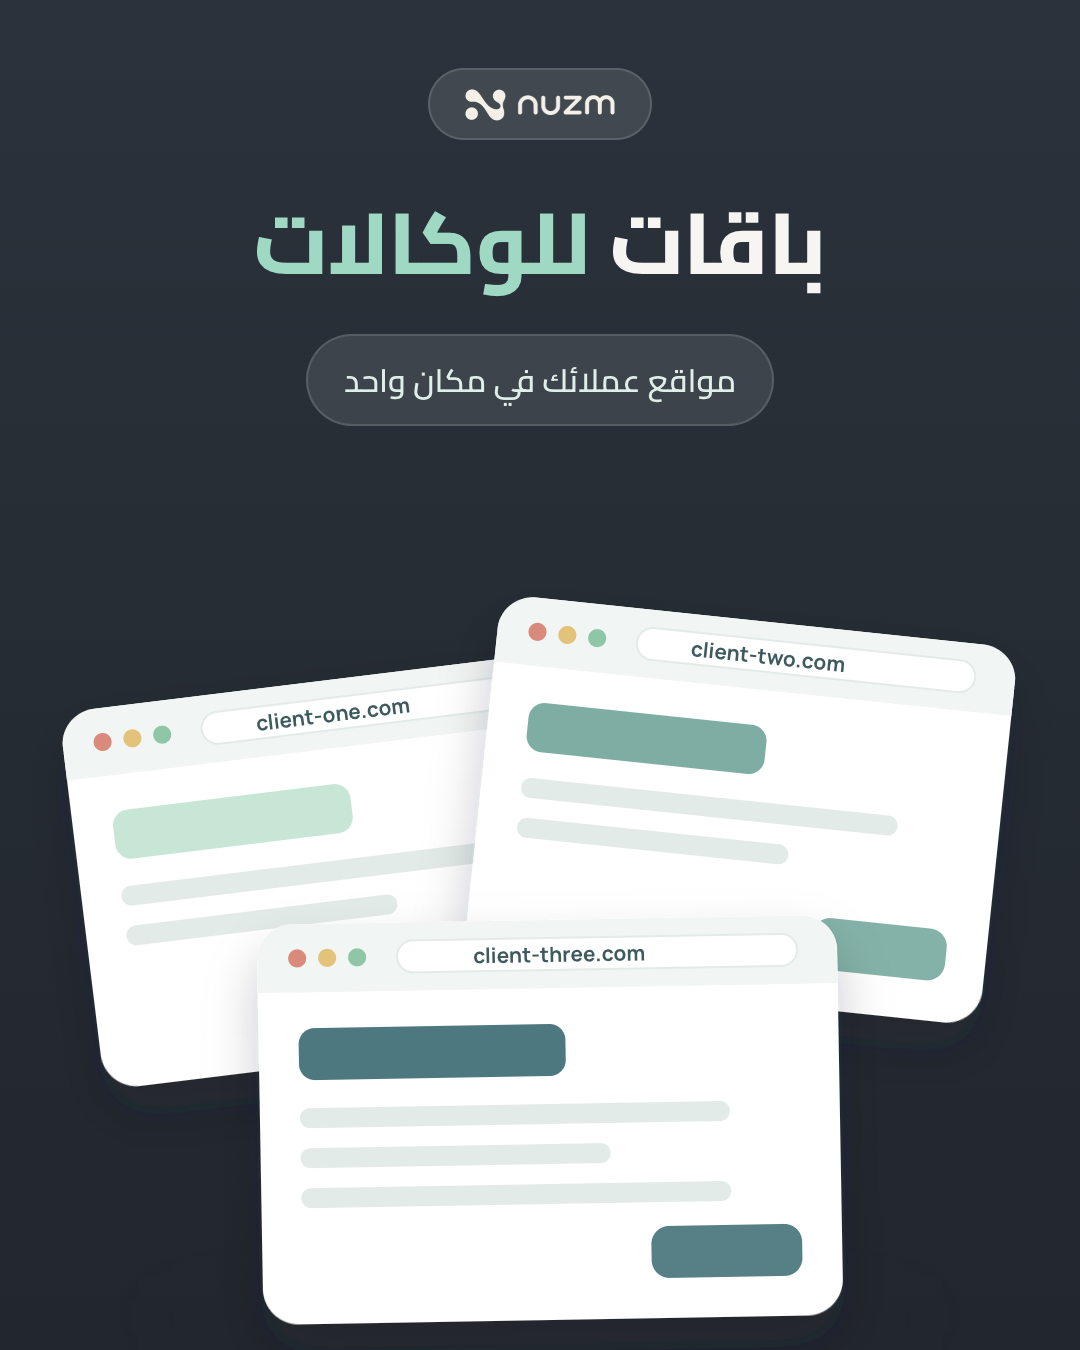 nuzm
باقات للوكالات
مواقع عملائك في مكان واحد
client-two.com
client-one.com
client-three.com